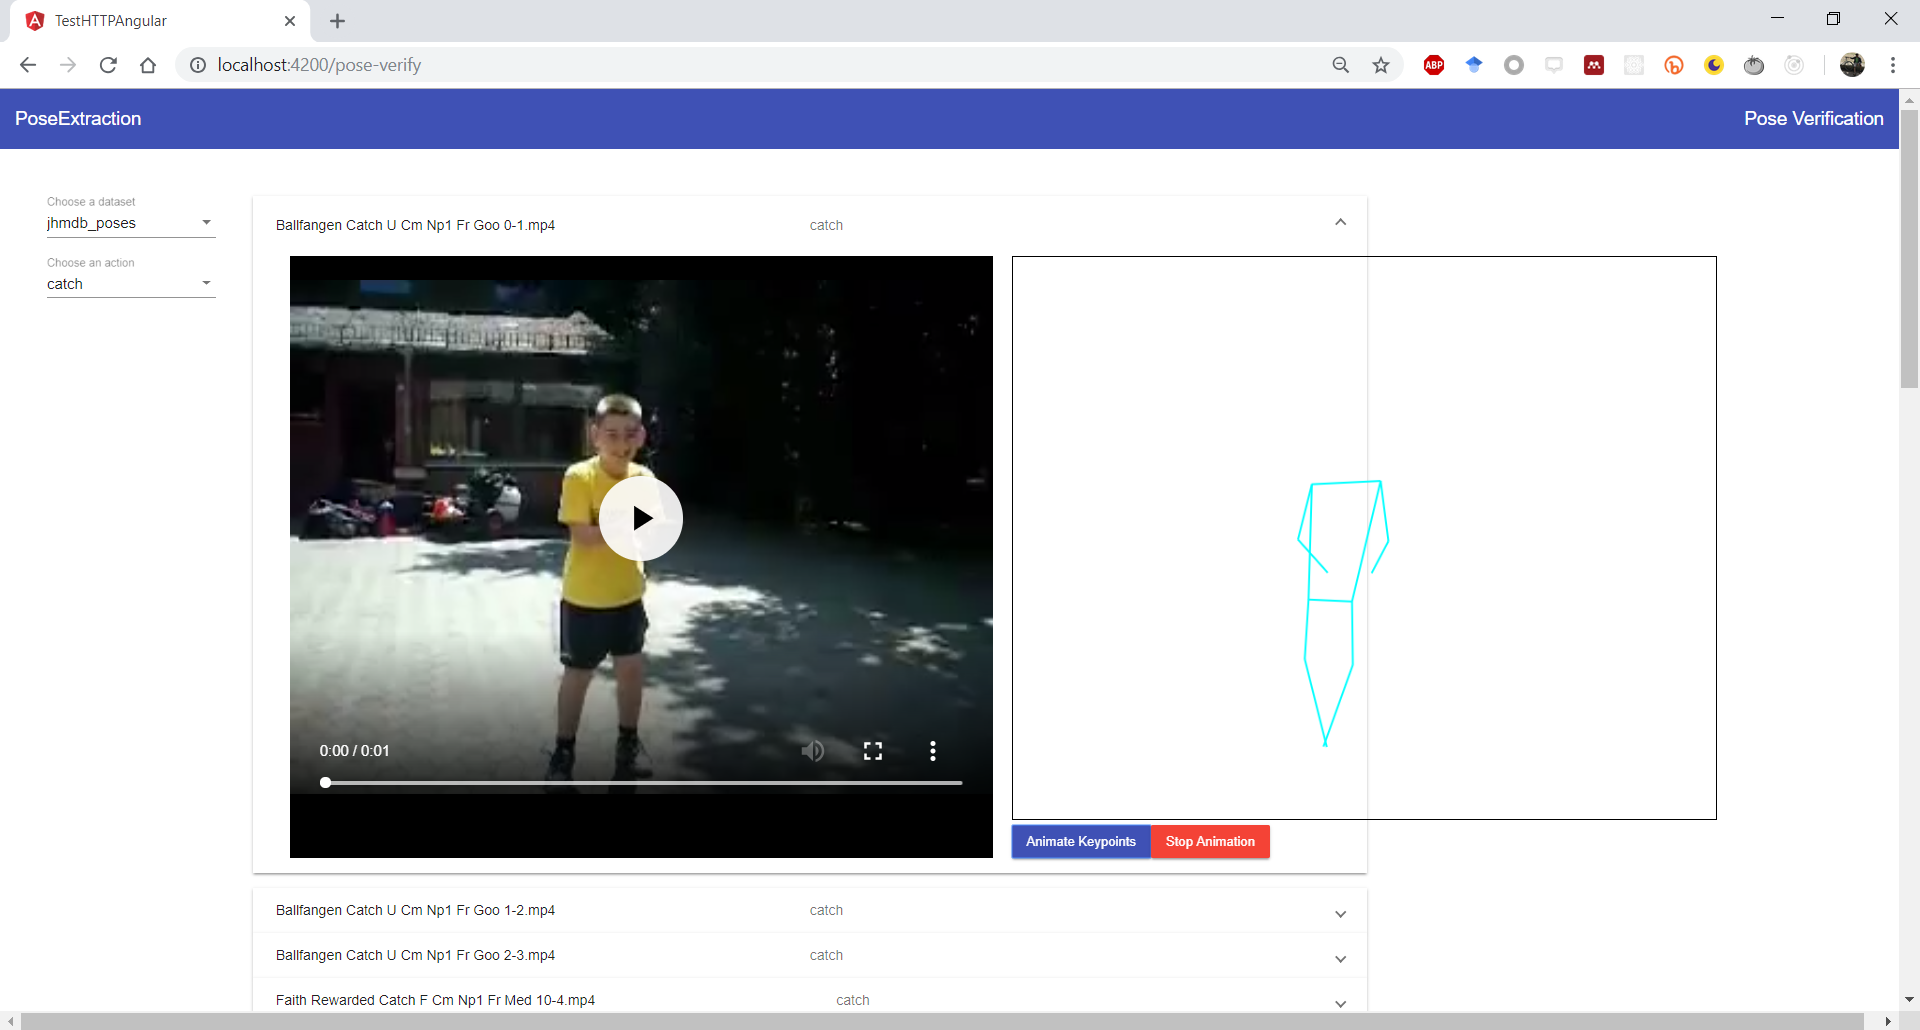 TestHTTPAngular
localhost:4200/pose-verify
ABP
PoseExtraction
Pose Verification
Choose a dataset
jhmdb_poses
Choose an action
catch
Ballfangen Catch U Cm Np1 Fr Goo 0-1.mp4
catch
0:00 / 0:01
Animate Keypoints
Stop Animation
Ballfangen Catch U Cm Np1 Fr Goo 1-2.mp4
catch
Ballfangen Catch U Cm Np1 Fr Goo 2-3.mp4
catch
Faith Rewarded Catch F Cm Np1 Fr Med 10-4.mp4
catch